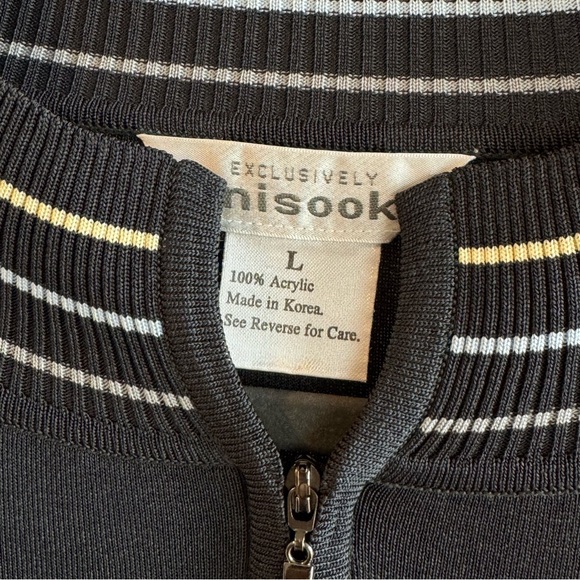 EXCLUSIVELY
misook
L
100% Acrylic
Made in Korea.
See Reverse for Care.